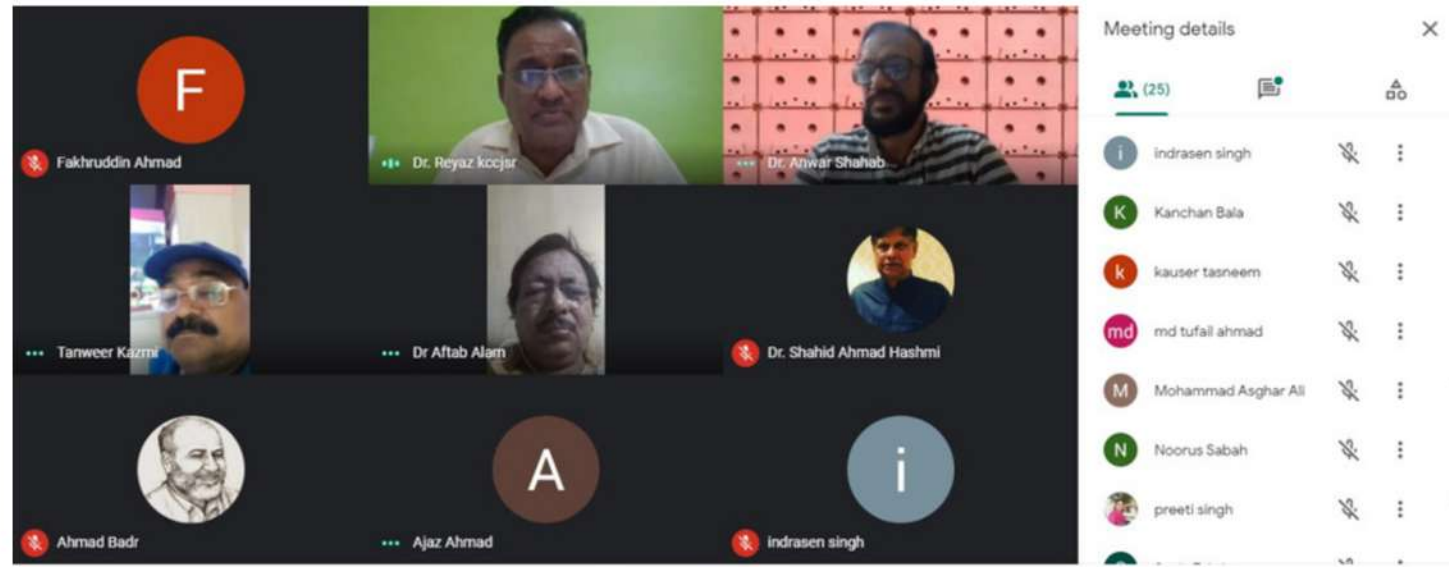 F
Fakhruddin Ahmad
Dr. Reyaz kccjsr
Dr. Anwar Shahab
Tanweer Kazmi
Dr Aftab Alam
Dr. Shahid Ahmad Hashmi
Ahmad Badr
A
Ajaz Ahmad
i
indrasen singh
Meeting details
(25)
i indrasen singh
K Kanchan Bala
k kauser tasneem
md md tufail ahmad
M Mohammad Asghar Ali
N Noorus Sabah
preeti singh